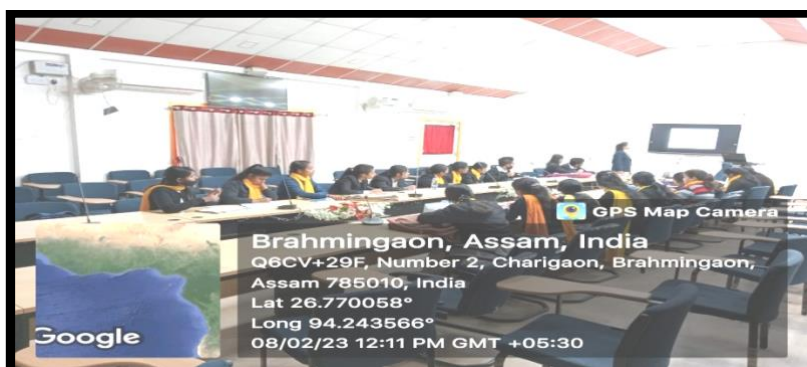 GPS Map Camera
Brahmingaon, Assam, India
Q6CV+29F, Number 2, Charigaon, Brahmingaon,
Assam 785010, India
Lat 26.770058°
Long 94.243566°
08/02/23 12:11 PM GMT +05:30
Google